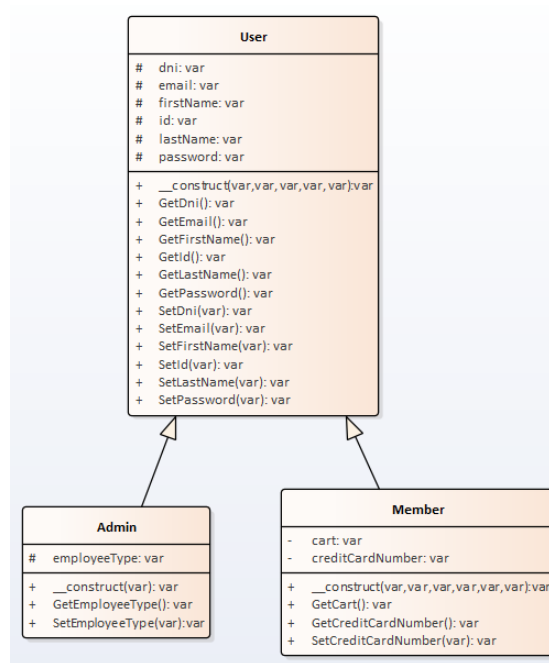 User
# dni: var
# email: var
# firstName: var
# id: var
# lastName: var
# password: var
+ __construct(var,var,var,var,var):var
+ GetDni(): var
+ GetEmail(): var
+ GetFirstName(): var
+ GetId(): var
+ GetLastName(): var
+ GetPassword(): var
+ SetDni(var): var
+ SetEmail(var): var
+ SetFirstName(var): var
+ SetId(var): var
+ SetLastName(var): var
+ SetPassword(var): var
Admin
# employeeType: var
+ __construct(var): var
+ GetEmployeeType(): var
+ SetEmployeeType(var):var
Member
- cart: var
- creditCardNumber: var
+ __construct(var,var,var,var,var,var):var
+ GetCart(): var
+ GetCreditCardNumber(): var
+ SetCreditCardNumber(var): var